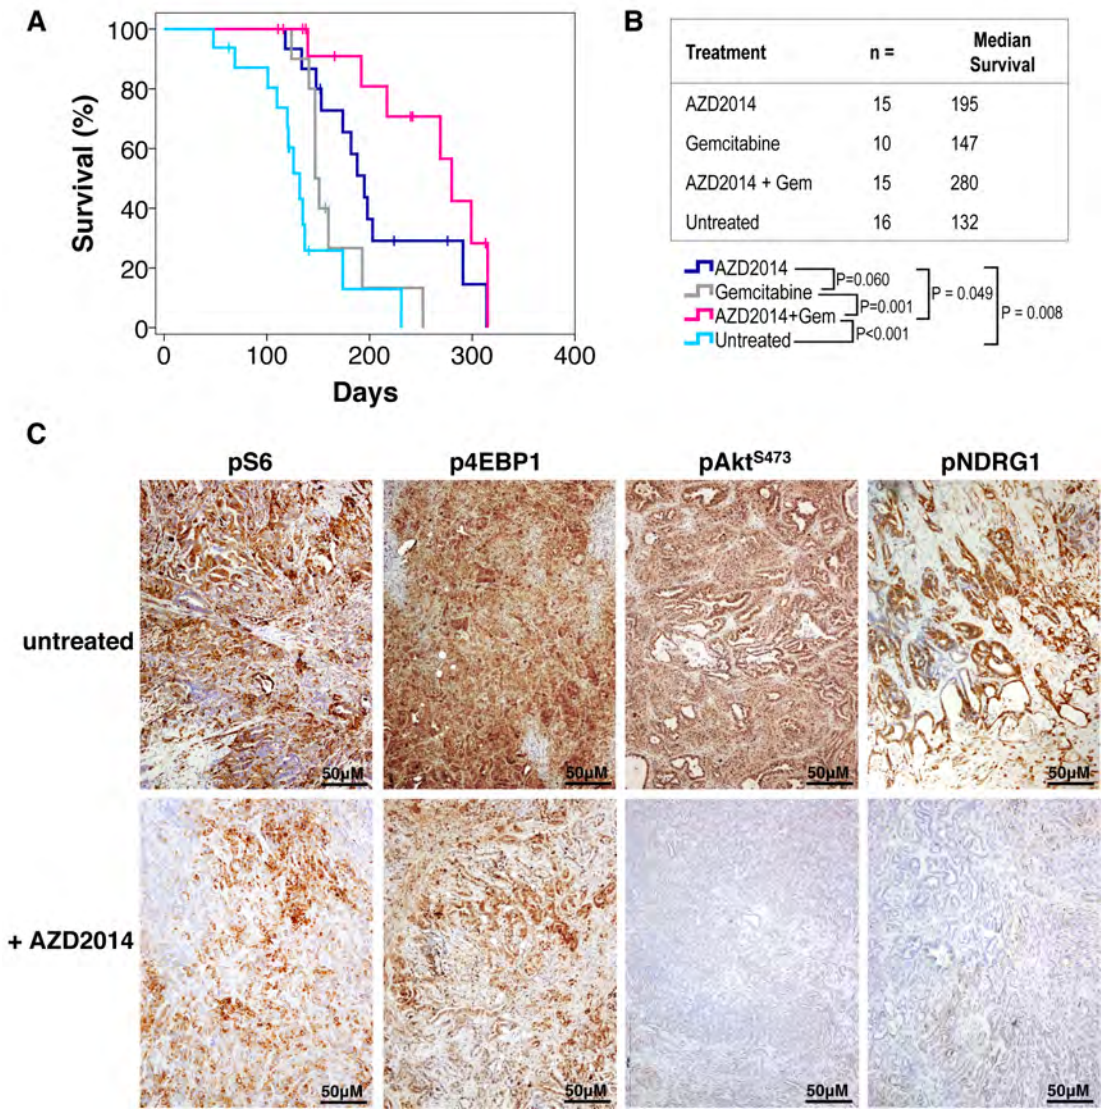 A
100
80
60
40
20
0
Survival (%)
0 100 200 300 400
Days
B
Treatment n = Median Survival
AZD2014 15 195
Gemcitabine 10 147
AZD2014 + Gem 15 280
Untreated 16 132
AZD2014
Gemcitabine
AZD2014+Gem
Untreated
P=0.060
P=0.001
P<0.001
P = 0.049
P = 0.008
C
pS6 p4EBP1 pAktS473 pNDRG1
untreated
50µM 50µM 50µM 50µM
+ AZD2014
50µM 50µM 50µM 50µM